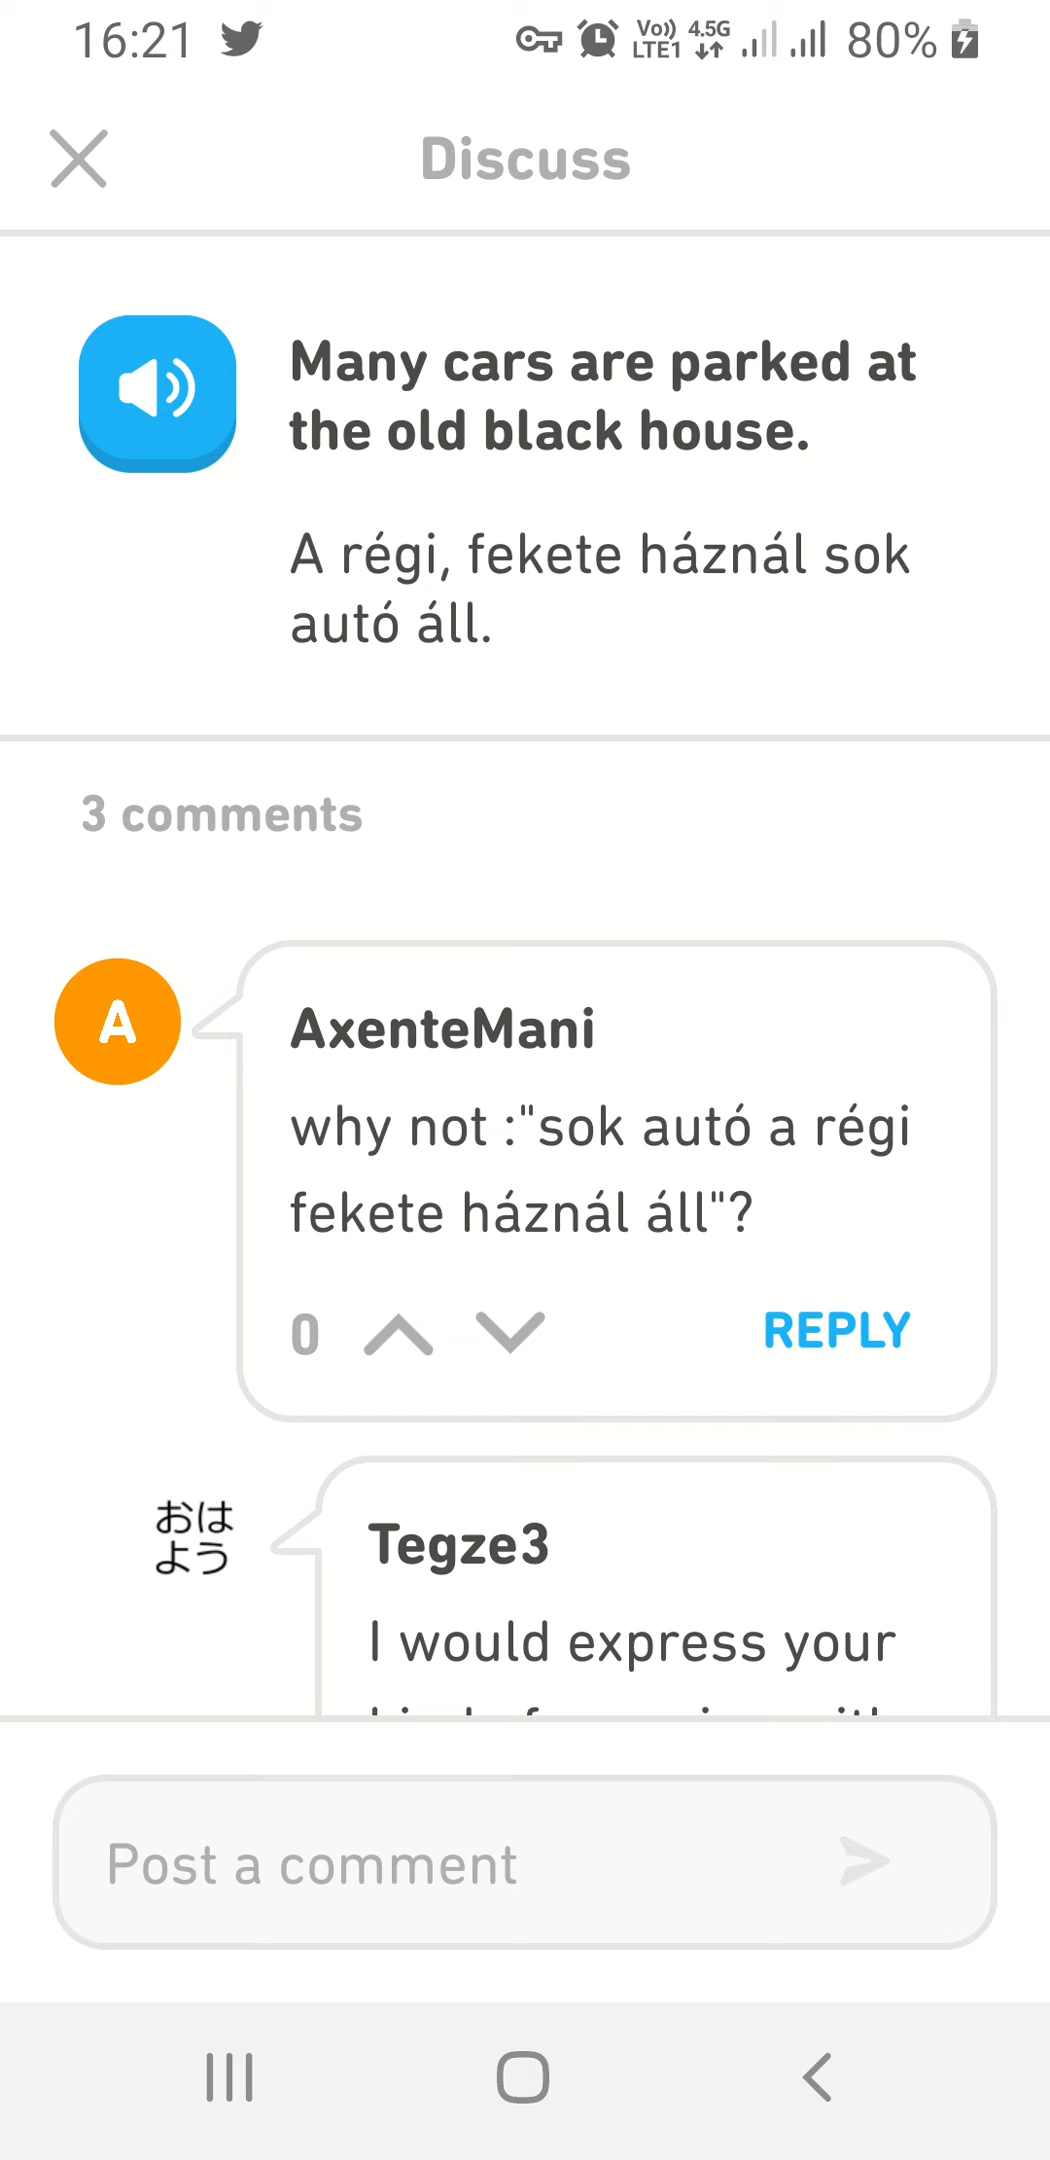 16:21 Vo)) LTE1 4.5G 80%
Discuss
Many cars are parked at
the old black house.
A régi, fekete háznál sok
autó áll.
3 comments
A
AxenteMani
why not :"sok autó a régi
fekete háznál áll"?
0 REPLY
おは
よう
Tegze3
I would express your
Post a comment